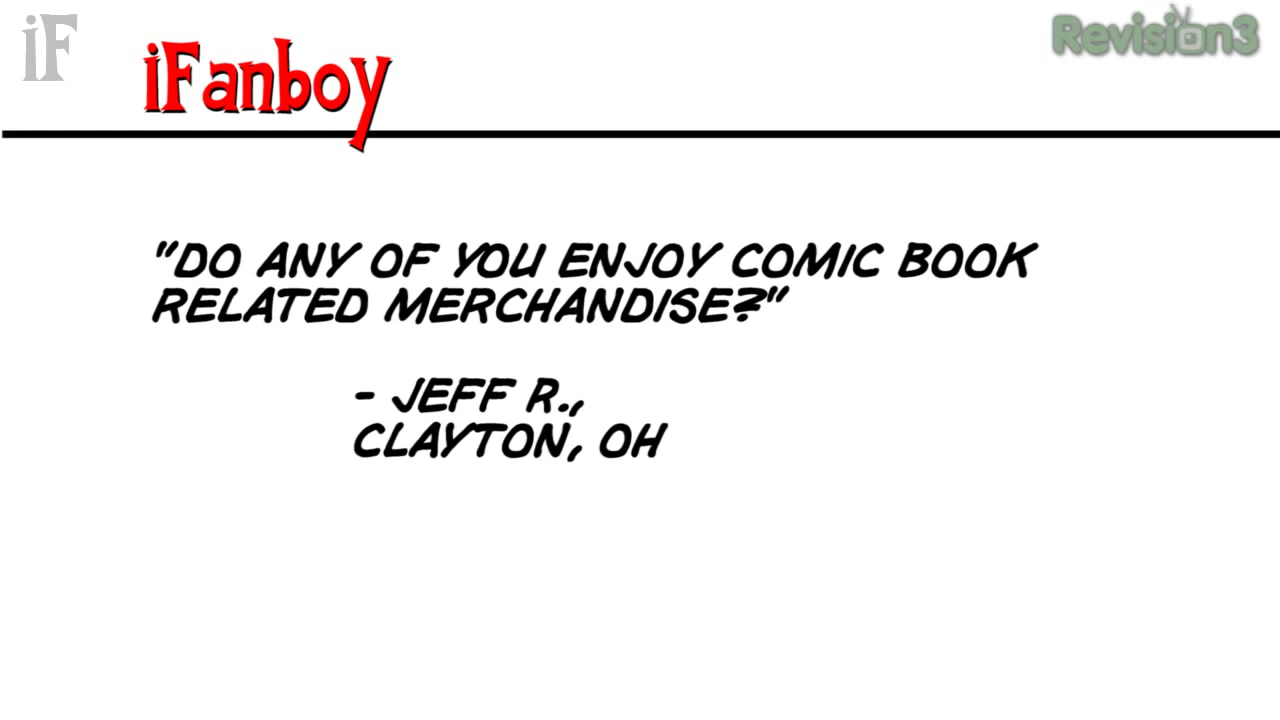 iF
Revision3
iFanboy
"DO ANY OF YOU ENJOY COMIC BOOK
RELATED MERCHANDISE?"
- JEFF R.,
CLAYTON, OH